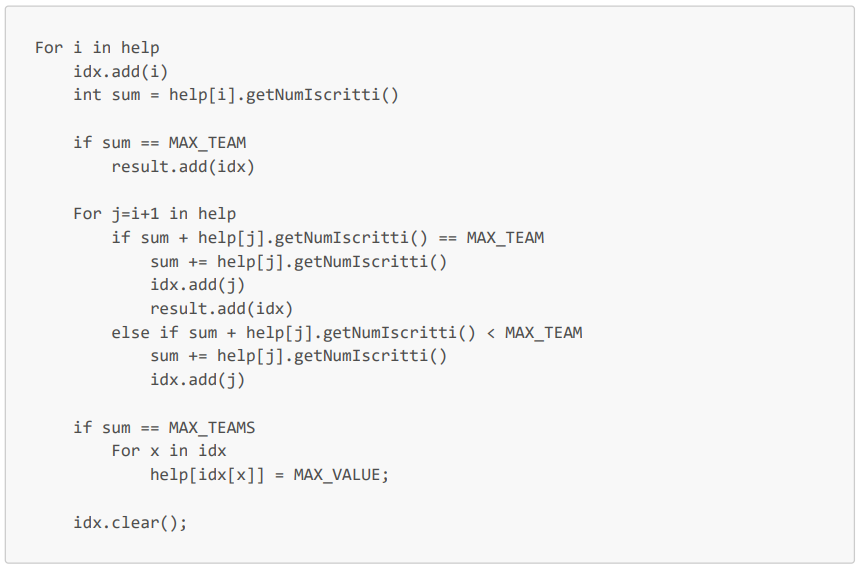 For i in help
    idx.add(i)
    int sum = help[i].getNumIscritti()

    if sum == MAX_TEAM
        result.add(idx)

    For j=i+1 in help
        if sum + help[j].getNumIscritti() == MAX_TEAM
            sum += help[j].getNumIscritti()
            idx.add(j)
            result.add(idx)
        else if sum + help[j].getNumIscritti() < MAX_TEAM
            sum += help[j].getNumIscritti()
            idx.add(j)

    if sum == MAX_TEAMS
        For x in idx
            help[idx[x]] = MAX_VALUE;

    idx.clear();